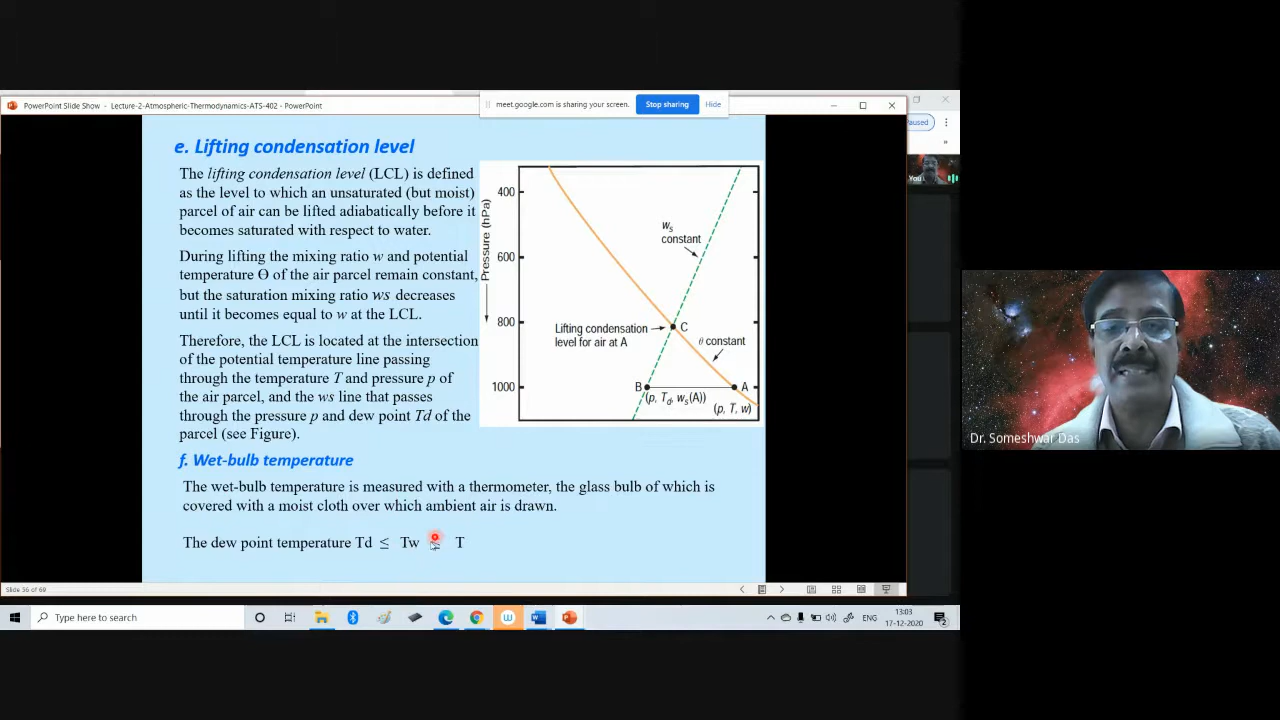 PowerPoint Slide Show - Lecture-2-Atmospheric-Thermodynamics-ATS-402 - PowerPoint
meet.google.com is sharing your screen.
Stop sharing
Hide
e. Lifting condensation level
The lifting condensation level (LCL) is defined
as the level to which an unsaturated (but moist)
parcel of air can be lifted adiabatically before it
becomes saturated with respect to water.
During lifting the mixing ratio w and potential
temperature Θ of the air parcel remain constant,
but the saturation mixing ratio ws decreases
until it becomes equal to w at the LCL.
Therefore, the LCL is located at the intersection
of the potential temperature line passing
through the temperature T and pressure p of
the air parcel, and the ws line that passes
through the pressure p and dew point Td of the
parcel (see Figure).
Pressure (hPa)
400
600
800
1000
ws
constant
Lifting condensation
level for air at A
C
θ constant
B
A
(p, Td, ws(A))
(p, T, w)
f. Wet-bulb temperature
The wet-bulb temperature is measured with a thermometer, the glass bulb of which is
covered with a moist cloth over which ambient air is drawn.
The dew point temperature Td ≤ Tw ≤ T
Slide 36 of 69
Type here to search
ENG
13:03
17-12-2020
2
You
Dr. Someshwar Das